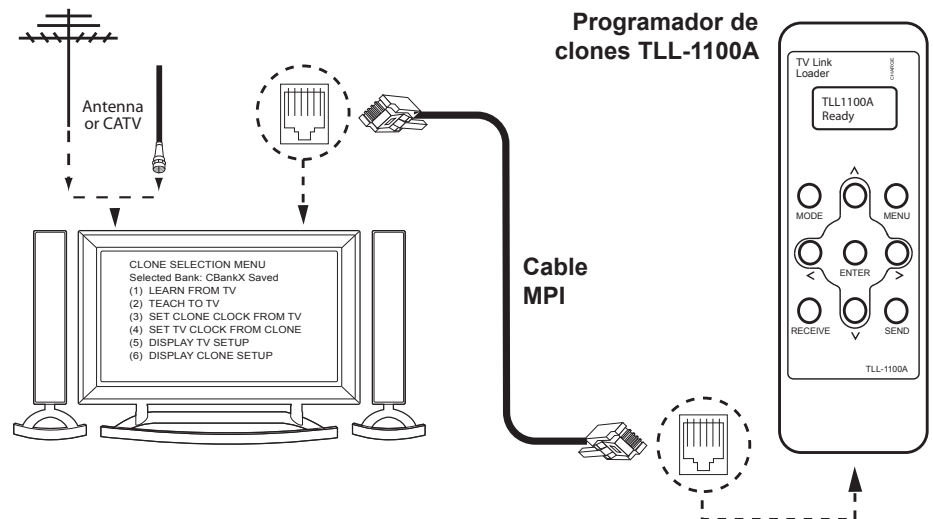 Programador de
clones TLL-1100A
Antenna
or CATV
TV Link
Loader
CHARGE
TLL1100A
Ready
MODE
MENU
<
ENTER
>
RECEIVE
SEND
TLL-1100A
CLONE SELECTION MENU
Selected Bank: CBankX Saved
(1) LEARN FROM TV
(2) TEACH TO TV
(3) SET CLONE CLOCK FROM TV
(4) SET TV CLOCK FROM CLONE
(5) DISPLAY TV SETUP
(6) DISPLAY CLONE SETUP
Cable
MPI